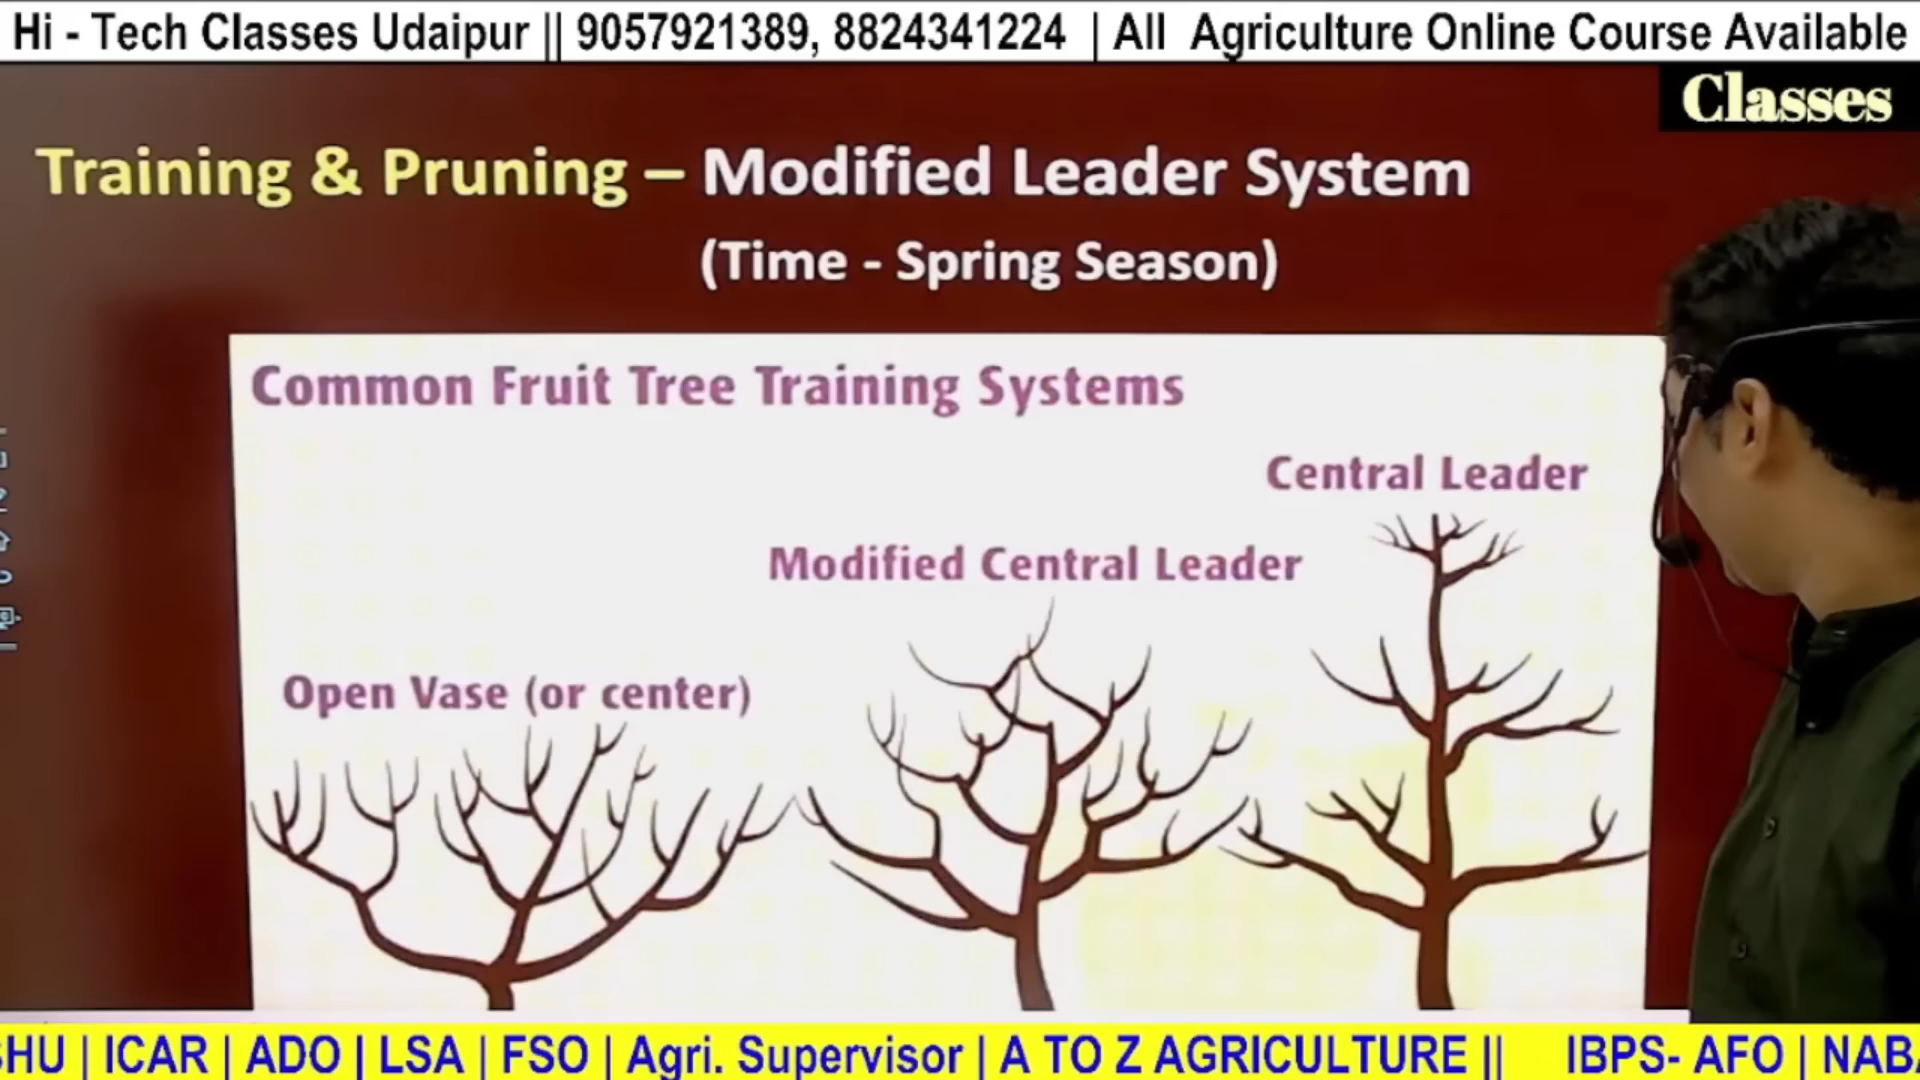 Hi - Tech Classes Udaipur || 9057921389, 8824341224 | All Agriculture Online Course Available
Classes
Training & Pruning – Modified Leader System
(Time - Spring Season)
Common Fruit Tree Training Systems
Central Leader
Modified Central Leader
Open Vase (or center)
| ICAR | ADO | LSA | FSO | Agri. Supervisor | A TO Z AGRICULTURE || IBPS- AFO |